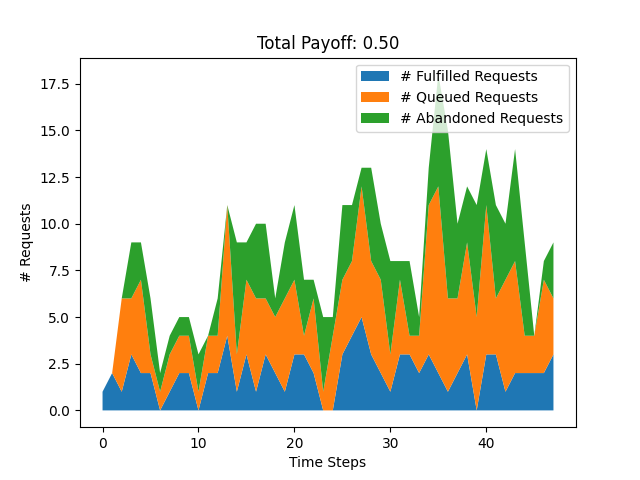 Total Payoff: 0.50
# Fulfilled Requests
# Queued Requests
# Abandoned Requests
17.5
15.0
12.5
10.0
7.5
5.0
2.5
0.0
# Requests
0 10 20 30 40
Time Steps